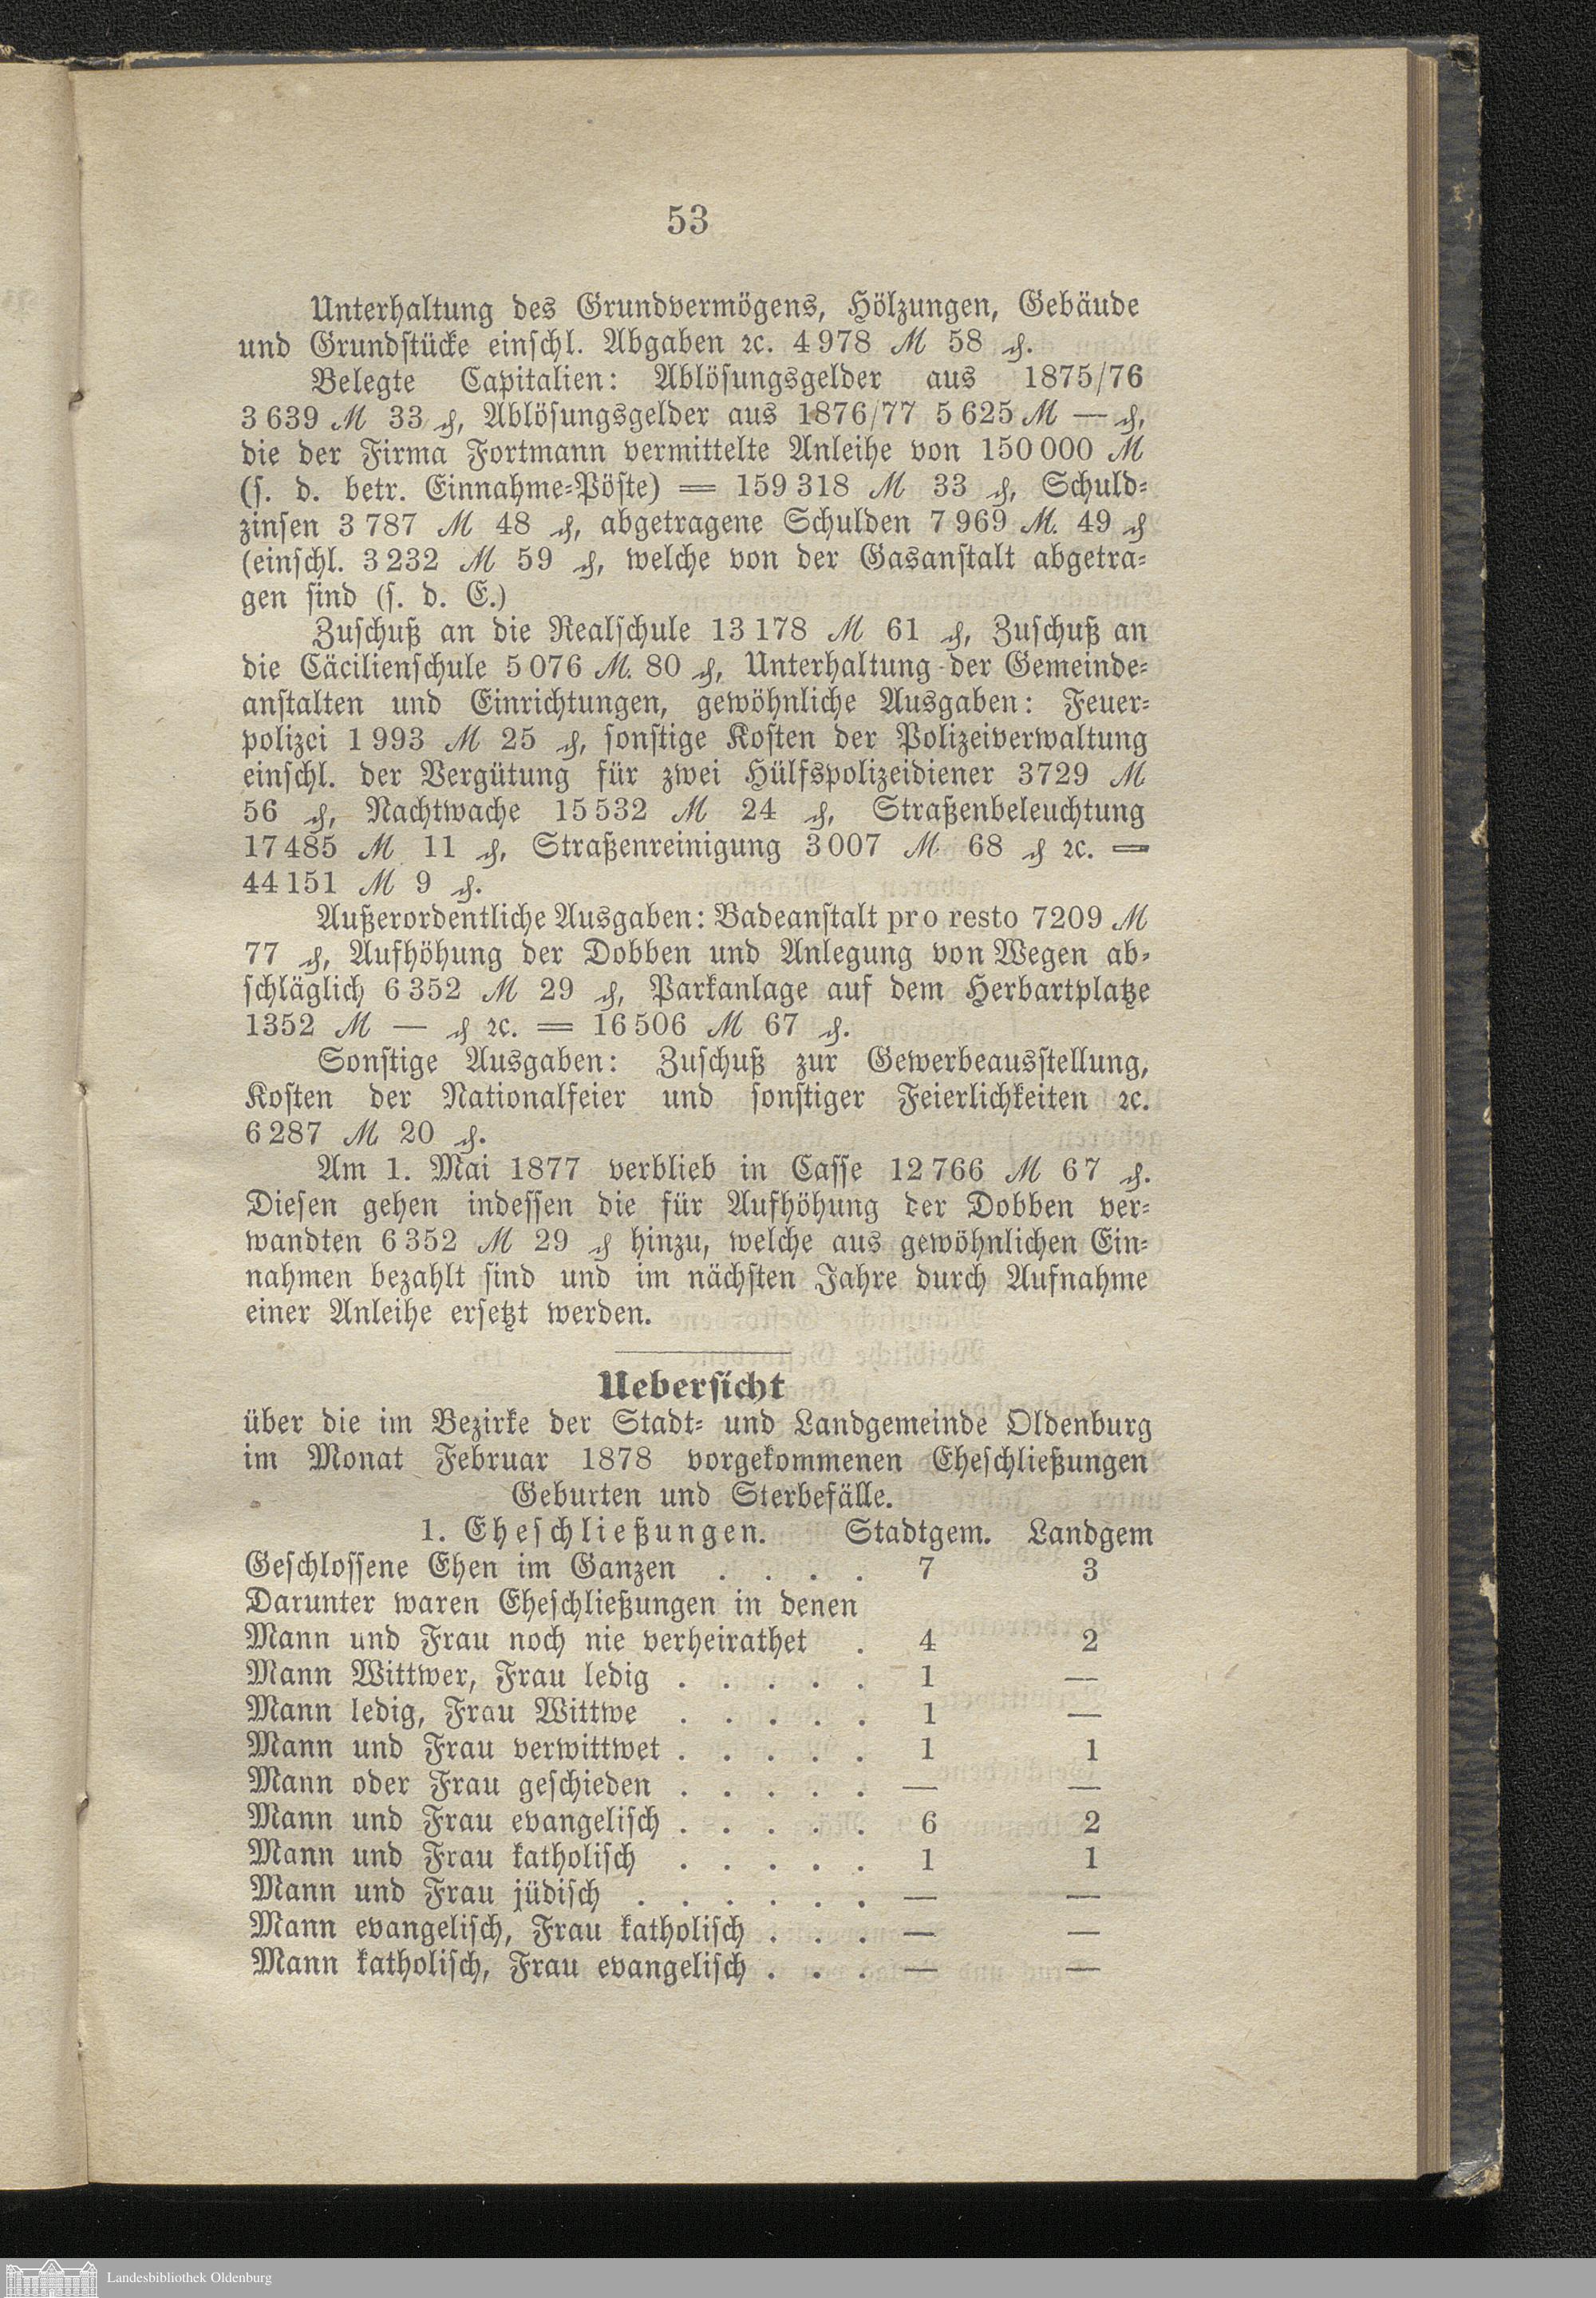 53
Unterhaltung des Grundvermögens, Hölzungen, Gebäude
und Grundstücke einschl. Abgaben ꝛc. 4 978 ℳ 58 ₰.
Belegte Capitalien: Ablösungsgelder aus 1875/76
3 639 ℳ 33 ₰, Ablösungsgelder aus 1876/77 5 625 ℳ — ₰,
die der Firma Fortmann vermittelte Anleihe von 150 000 ℳ
(s. d. betr. Einnahme-Pöste) = 159 318 ℳ 33 ₰, Schuld-
zinsen 3 787 ℳ 48 ₰, abgetragene Schulden 7 969 ℳ. 49 ₰
(einschl. 3 232 ℳ 59 ₰, welche von der Gasanstalt abgetra-
gen sind (s. d. E.)
Zuschuß an die Realschule 13 178 ℳ 61 ₰, Zuschuß an
die Cäcilienschule 5 076 ℳ. 80 ₰, Unterhaltung der Gemeinde-
anstalten und Einrichtungen, gewöhnliche Ausgaben: Feuer-
polizei 1 993 ℳ 25 ₰, sonstige Kosten der Polizeiverwaltung
einschl. der Vergütung für zwei Hülfspolizeidiener 3729 ℳ
56 ₰, Nachtwache 15 532 ℳ 24 ₰, Straßenbeleuchtung
17 485 ℳ 11 ₰, Straßenreinigung 3 007 ℳ 68 ₰ ꝛc. =
44 151 ℳ 9 ₰.
Außerordentliche Ausgaben: Badeanstalt pro resto 7209 ℳ
77 ₰, Aufhöhung der Dobben und Anlegung von Wegen ab-
schläglich 6 352 ℳ 29 ₰, Parkanlage auf dem Herbartplatze
1352 ℳ — ₰ ꝛc. = 16 506 ℳ 67 ₰.
Sonstige Ausgaben: Zuschuß zur Gewerbeausstellung,
Kosten der Nationalfeier und sonstiger Feierlichkeiten ꝛc.
6 287 ℳ 20 ₰.
Am 1. Mai 1877 verblieb in Casse 12 766 ℳ 67 ₰.
Diesen gehen indessen die für Aufhöhung der Dobben ver-
wandten 6 352 ℳ 29 ₰ hinzu, welche aus gewöhnlichen Ein-
nahmen bezahlt sind und im nächsten Jahre durch Aufnahme
einer Anleihe ersetzt werden.
Uebersicht
über die im Bezirke der Stadt- und Landgemeinde Oldenburg
im Monat Februar 1878 vorgekommenen Eheschließungen
Geburten und Sterbefälle.
1. Eheschließungen. Stadtgem. Landgem
Geschlossene Ehen im Ganzen . . . . 7 3
Darunter waren Eheschließungen in denen
Mann und Frau noch nie verheirathet . 4 2
Mann Wittwer, Frau ledig . . . . . 1 —
Mann ledig, Frau Wittwe . . . . . 1 —
Mann und Frau verwittwet . . . . . 1 1
Mann oder Frau geschieden . . . . . — —
Mann und Frau evangelisch . . . . . 6 2
Mann und Frau katholisch . . . . . 1 1
Mann und Frau jüdisch . . . . . . — —
Mann evangelisch, Frau katholisch . . . — —
Mann katholisch, Frau evangelisch . . . — —
Landesbibliothek Oldenburg